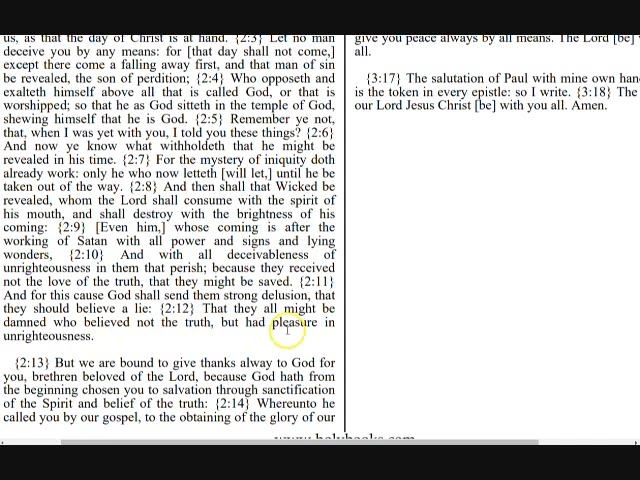 us, as that the day of Christ is at hand. {2:3} Let no man
deceive you by any means: for [that day shall not come,]
except there come a falling away first, and that man of sin
be revealed, the son of perdition; {2:4} Who opposeth and
exalteth himself above all that is called God, or that is
worshipped; so that he as God sitteth in the temple of God,
shewing himself that he is God. {2:5} Remember ye not,
that, when I was yet with you, I told you these things? {2:6}
And now ye know what withholdeth that he might be
revealed in his time. {2:7} For the mystery of iniquity doth
already work: only he who now letteth [will let,] until he be
taken out of the way. {2:8} And then shall that Wicked be
revealed, whom the Lord shall consume with the spirit of
his mouth, and shall destroy with the brightness of his
coming: {2:9} [Even him,] whose coming is after the
working of Satan with all power and signs and lying
wonders, {2:10} And with all deceivableness of
unrighteousness in them that perish; because they received
not the love of the truth, that they might be saved. {2:11}
And for this cause God shall send them strong delusion, that
they should believe a lie: {2:12} That they all might be
damned who believed not the truth, but had pleasure in
unrighteousness.
{2:13} But we are bound to give thanks alway to God for
you, brethren beloved of the Lord, because God hath from
the beginning chosen you to salvation through sanctification
of the Spirit and belief of the truth: {2:14} Whereunto he
called you by our gospel, to the obtaining of the glory of our
give you peace always by all means. The Lord [be]
all.
{3:17} The salutation of Paul with mine own han
is the token in every epistle: so I write. {3:18} The
our Lord Jesus Christ [be] with you all. Amen.
www.holybooks.com